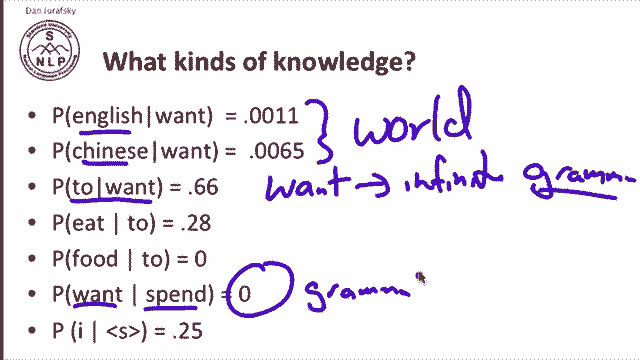 Dan Jurafsky
S
NLP
What kinds of knowledge?
• P(english|want) = .0011
• P(chinese|want) = .0065
world
• P(to|want) = .66
want → infinit gramm
• P(eat | to) = .28
• P(food | to) = 0
• P(want | spend) = 0
gramm
• P (i | <s>) = .25